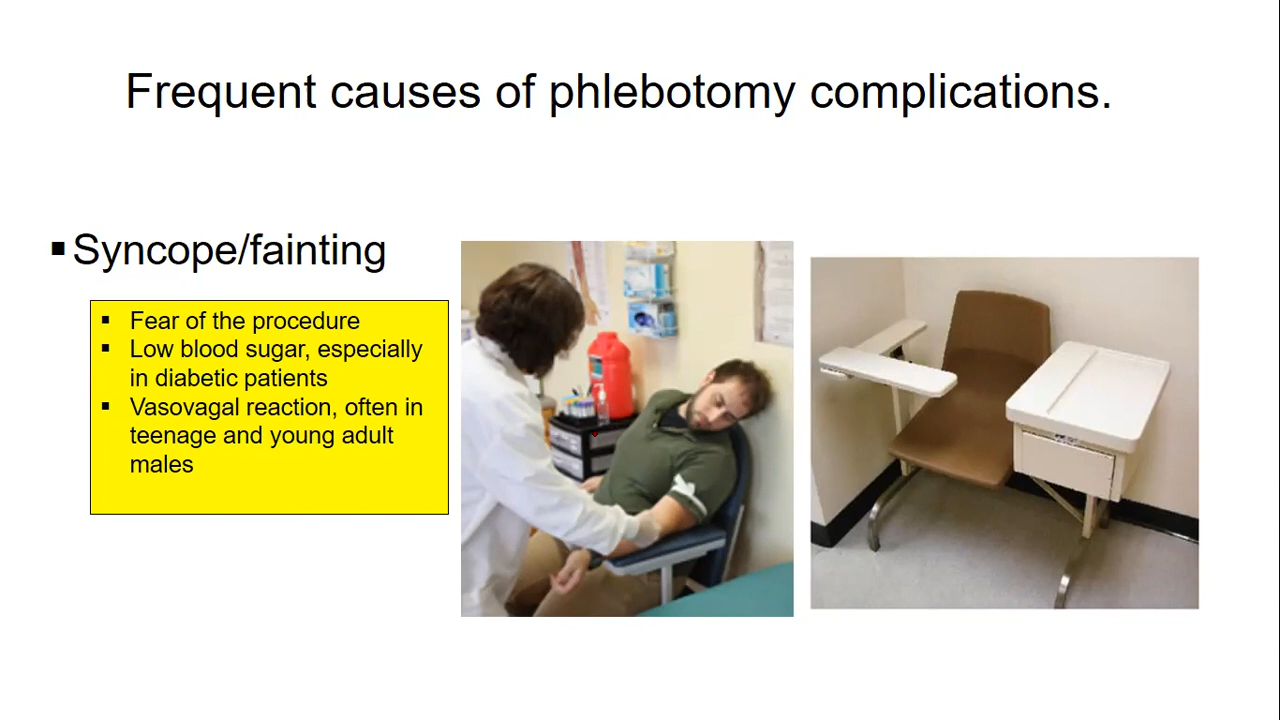 Frequent causes of phlebotomy complications.
▪ Syncope/fainting
▪ Fear of the procedure
▪ Low blood sugar, especially
in diabetic patients
▪ Vasovagal reaction, often in
teenage and young adult
males